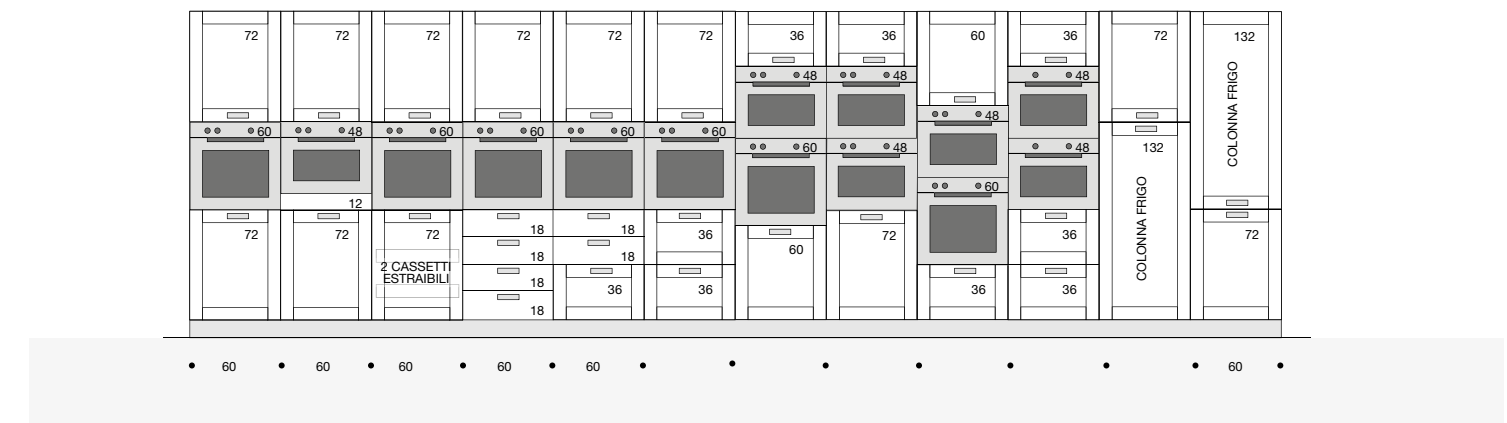 72 72 72 72 72 72 36 36 60 36 72 132
48 48 48
60 48 60 60 60 60 48
60 48 48 132
COLONNA FRIGO
60
12
18 18
72 72 72 36 72 36 72
18 18 60
2 CASSETTI
ESTRAIBILI
COLONNA FRIGO
18 36 36 36 36
18
60 60 60 60 60 60